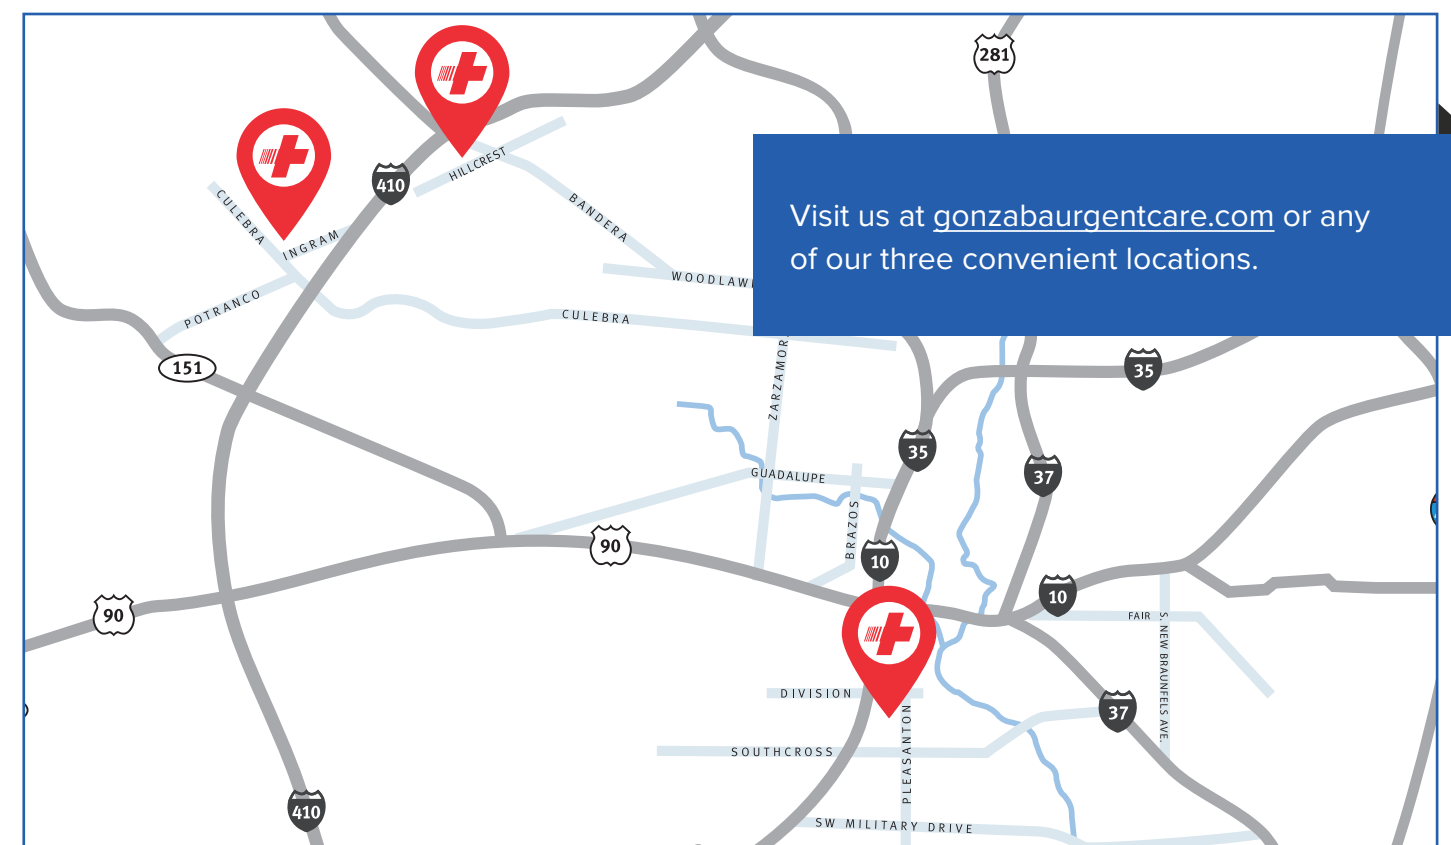 281
410
HILLCREST
CULEBRA
INGRAM
BANDERA
Visit us at gonzabaurgentcare.com or any
of our three convenient locations.
WOODLAW
POTRANCO
CULEBRA
151
ZARZAMOR
35
35
37
GUADALUPE
BRAZOS
90
10
90
10
FAIR
S. NEW BRAUNFELS AVE.
DIVISION
PLEASANTON
37
SOUTHCROSS
410
SW MILITARY DRIVE